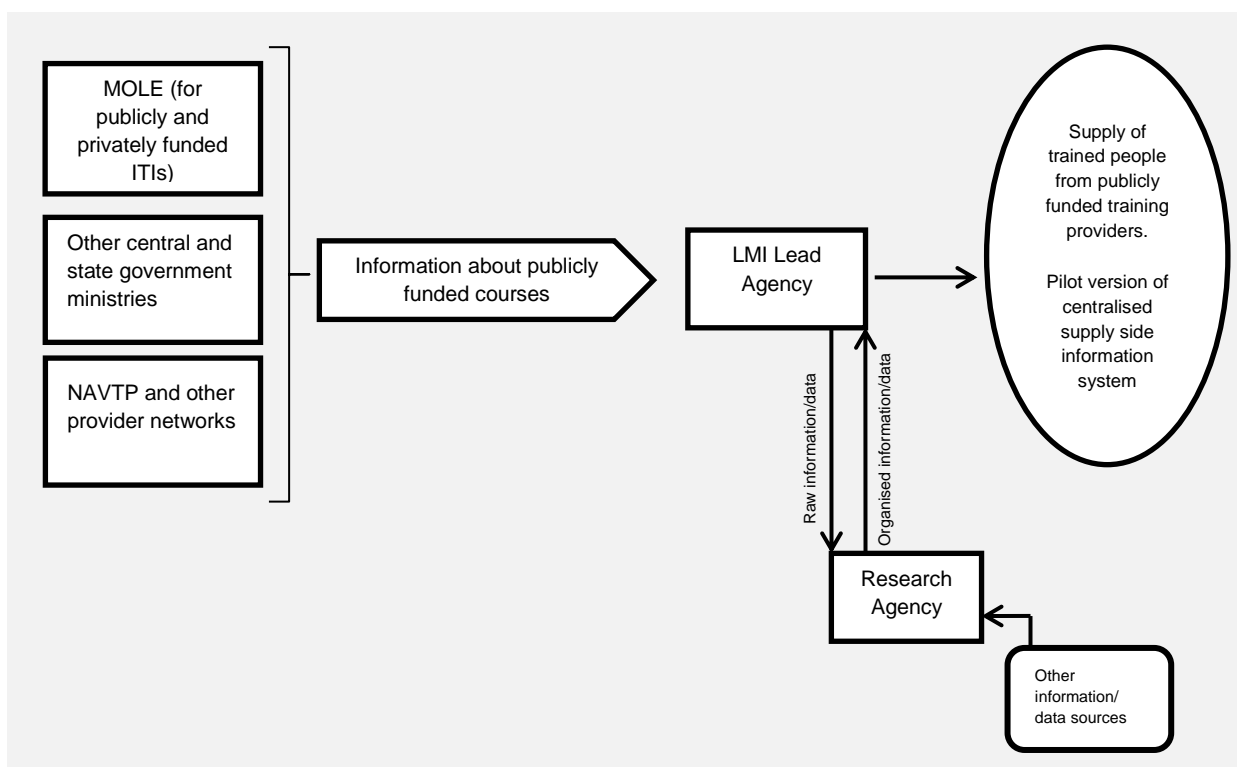 MOLE (for
publicly and
privately funded
ITIs)
Other central and
state government
ministries
NAVTP and other
provider networks
Information about publicly
funded courses
LMI Lead
Agency
Supply of
trained people
from publicly
funded training
providers.
Pilot version of
centralised
supply side
information
system
Raw information/data
Organised information/data
Research
Agency
Other
information/
data sources